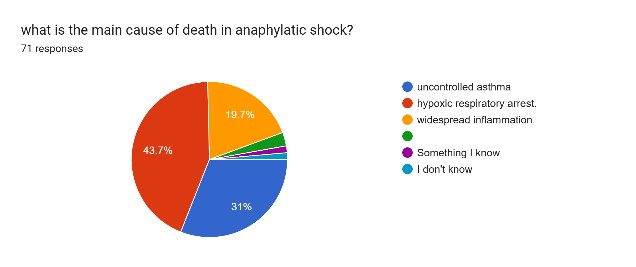 what is the main cause of death in anaphylatic shock?
71 responses
19.7%
43.7%
31%
uncontrolled asthma
hypoxic respiratory arrest.
widespread inflammation
Something I know
I don't know